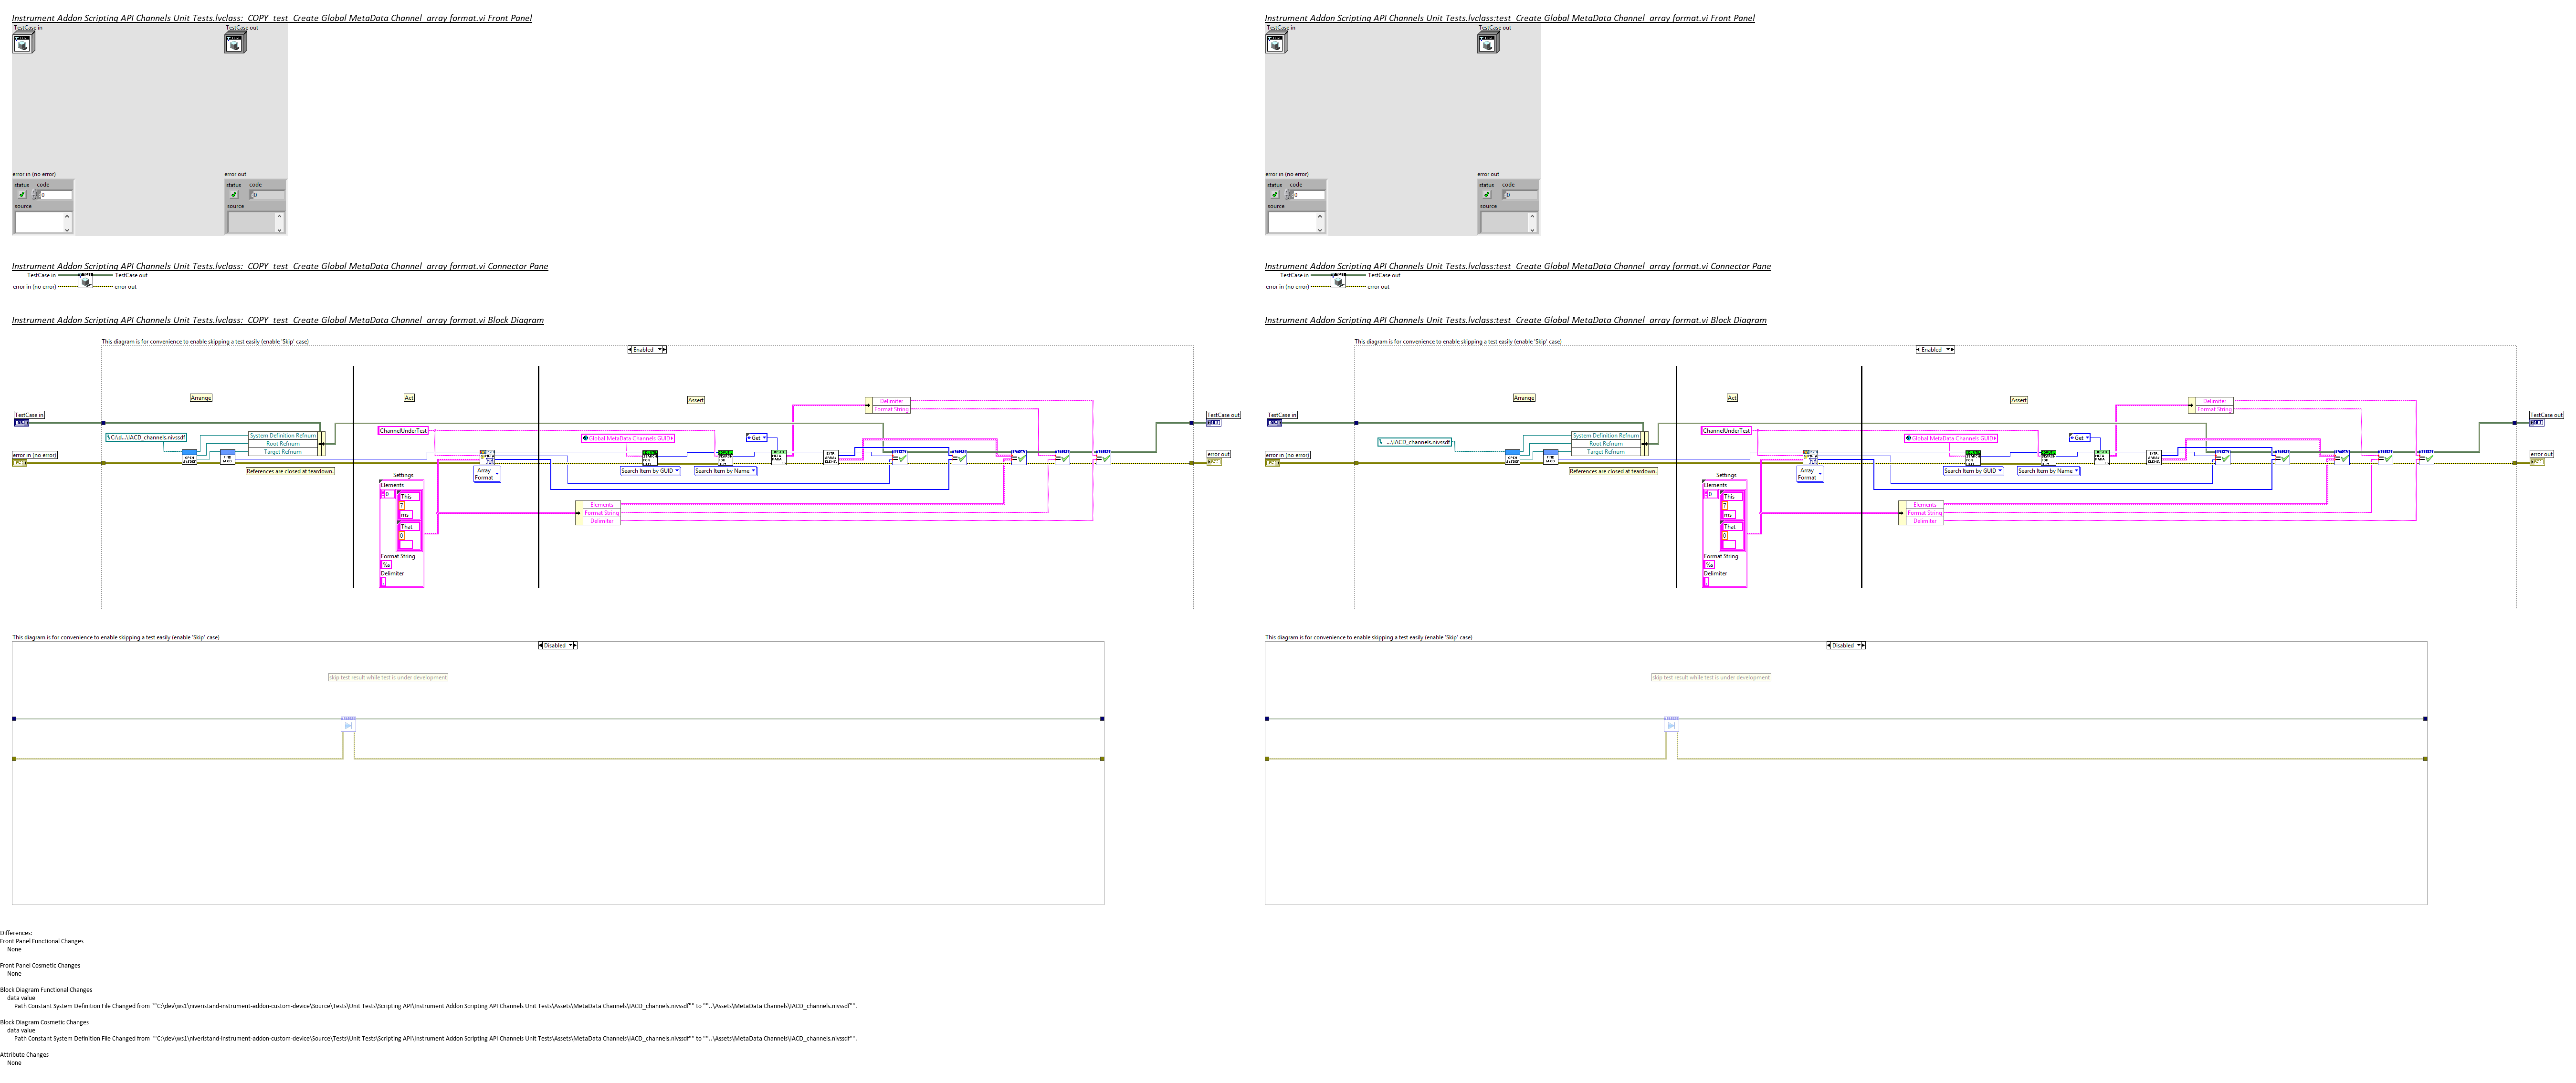 Instrument Addon Scripting API Channels Unit Tests.lvclass:_COPY_test_Create Global MetaData Channel_array format.vi Front Panel
TestCase in
TestCase out
error in (no error)
status
code
0
source
error out
status
code
0
source
Instrument Addon Scripting API Channels Unit Tests.lvclass:_COPY_test_Create Global MetaData Channel_array format.vi Connector Pane
TestCase in
TestCase out
error in (no error)
error out
Instrument Addon Scripting API Channels Unit Tests.lvclass:_COPY_test_Create Global MetaData Channel_array format.vi Block Diagram
This diagram is for convenience to enable skipping a test easily (enable 'Skip' case)
Enabled
Arrange
Act
Assert
Delimiter
Format String
TestCase in
TestCase out
C:\d...\IACD_channels.nivssdf
System Definition Refnum
Root Refnum
Target Refnum
ChannelUnderTest
Global MetaData Channels GUID
Get
error in (no error)
error out
References are closed at teardown.
Array Format
Search Item by GUID
Search Item by Name
Settings
Elements
0
This
7
ms
That
0
Format String
%s
Delimiter
Elements
Format String
Delimiter
This diagram is for convenience to enable skipping a test easily (enable 'Skip' case)
Disabled
skip test result while test is under development
Instrument Addon Scripting API Channels Unit Tests.lvclass:test_Create Global MetaData Channel_array format.vi Front Panel
TestCase in
TestCase out
error in (no error)
status
code
0
source
error out
status
code
0
source
Instrument Addon Scripting API Channels Unit Tests.lvclass:test_Create Global MetaData Channel_array format.vi Connector Pane
TestCase in
TestCase out
error in (no error)
error out
Instrument Addon Scripting API Channels Unit Tests.lvclass:test_Create Global MetaData Channel_array format.vi Block Diagram
This diagram is for convenience to enable skipping a test easily (enable 'Skip' case)
Enabled
Arrange
Act
Assert
Delimiter
Format String
TestCase in
TestCase out
...\IACD_channels.nivssdf
System Definition Refnum
Root Refnum
Target Refnum
ChannelUnderTest
Global MetaData Channels GUID
Get
error in (no error)
error out
References are closed at teardown.
Array Format
Search Item by GUID
Search Item by Name
Settings
Elements
0
This
7
ms
That
0
Format String
%s
Delimiter
Elements
Format String
Delimiter
This diagram is for convenience to enable skipping a test easily (enable 'Skip' case)
Disabled
skip test result while test is under development
Differences:
Front Panel Functional Changes
None
Front Panel Cosmetic Changes
None
Block Diagram Functional Changes
data value
Path Constant System Definition File Changed from ""C:\dev\ws1\niveristand-instrument-addon-custom-device\Source\Tests\Unit Tests\Scripting API\Instrument Addon Scripting API Channels Unit Tests\Assets\MetaData Channels\IACD_channels.nivssdf"" to ""..\Assets\MetaData Channels\IACD_channels.nivssdf"".
Block Diagram Cosmetic Changes
data value
Path Constant System Definition File Changed from ""C:\dev\ws1\niveristand-instrument-addon-custom-device\Source\Tests\Unit Tests\Scripting API\Instrument Addon Scripting API Channels Unit Tests\Assets\MetaData Channels\IACD_channels.nivssdf"" to ""..\Assets\MetaData Channels\IACD_channels.nivssdf"".
Attribute Changes
None